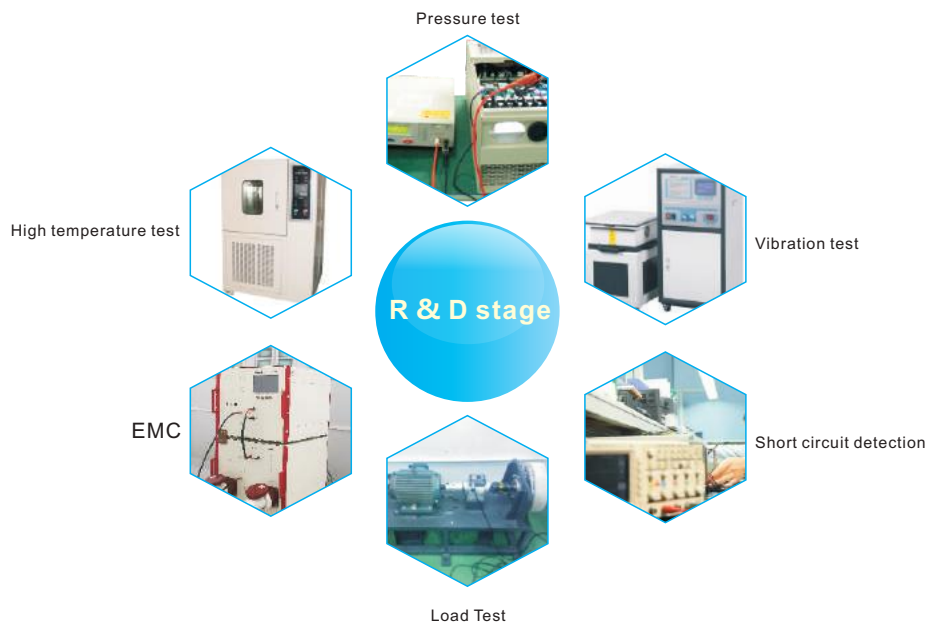 Pressure test
High temperature test
Vibration test
R & D stage
EMC
Short circuit detection
Load Test